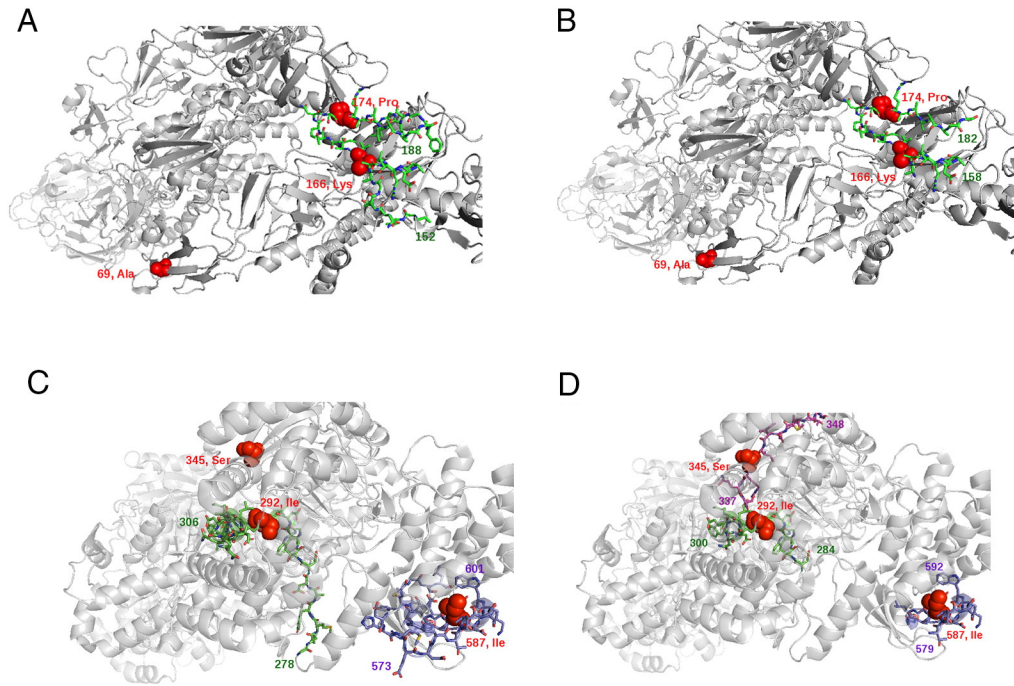 A
B
174, Pro
188
166, Lys
152
69, Ala
174, Pro
182
166, Lys
158
69, Ala
C
D
345, Ser
292, Ile
306
601
587, Ile
573
278
348
345, Ser
337
292, Ile
300
284
592
587, Ile
579